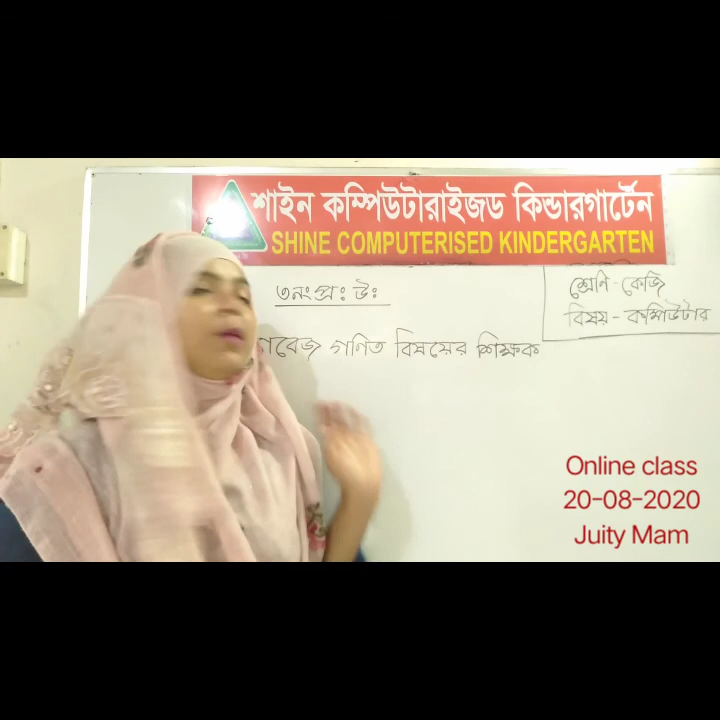 শাইন কম্পিউটারাইজড কিন্ডারগার্টেন
SHINE COMPUTERISED KINDERGARTEN
শ্রেনি - কেজি
বিষয় - কম্পিউটার
৩নং প্র: উ:
গণিত বিষয়ের শিক্ষক
Online class
20-08-2020
Juity Mam